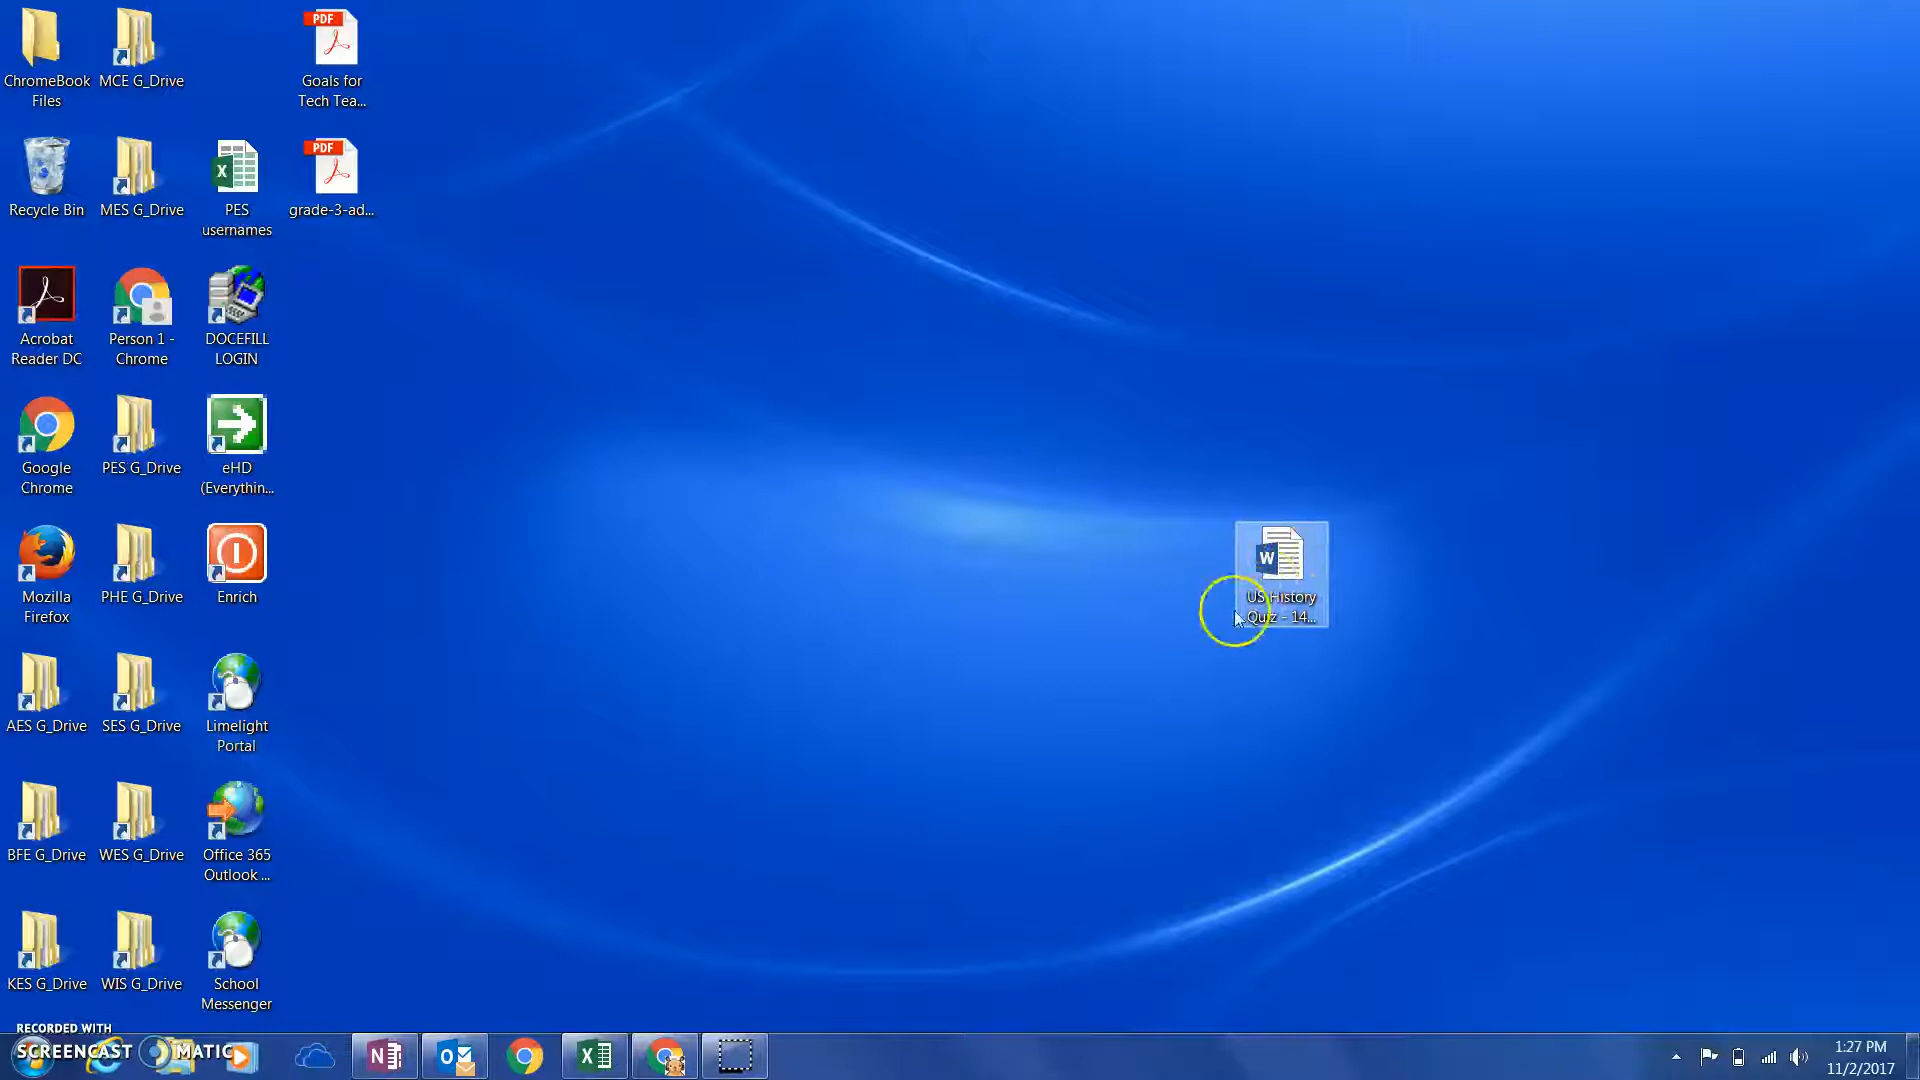 ChromeBook
Files
MCE G_Drive
PDF
Goals for
Tech Tea...
Recycle Bin
MES G_Drive
X
PES
usernames
PDF
grade-3-ad...
Acrobat
Reader DC
Person 1 -
Chrome
DOCEFILL
LOGIN
Google
Chrome
PES G_Drive
eHD
(Everythin...
Mozilla
Firefox
PHE G_Drive
Enrich
W
US History
Quiz - 14...
AES G_Drive
SES G_Drive
Limelight
Portal
BFE G_Drive
WES G_Drive
Office 365
Outlook ...
KES G_Drive
WIS G_Drive
School
Messenger
RECORDED WITH
SCREENCAST MATIC
N
O
X
1:27 PM
11/2/2017